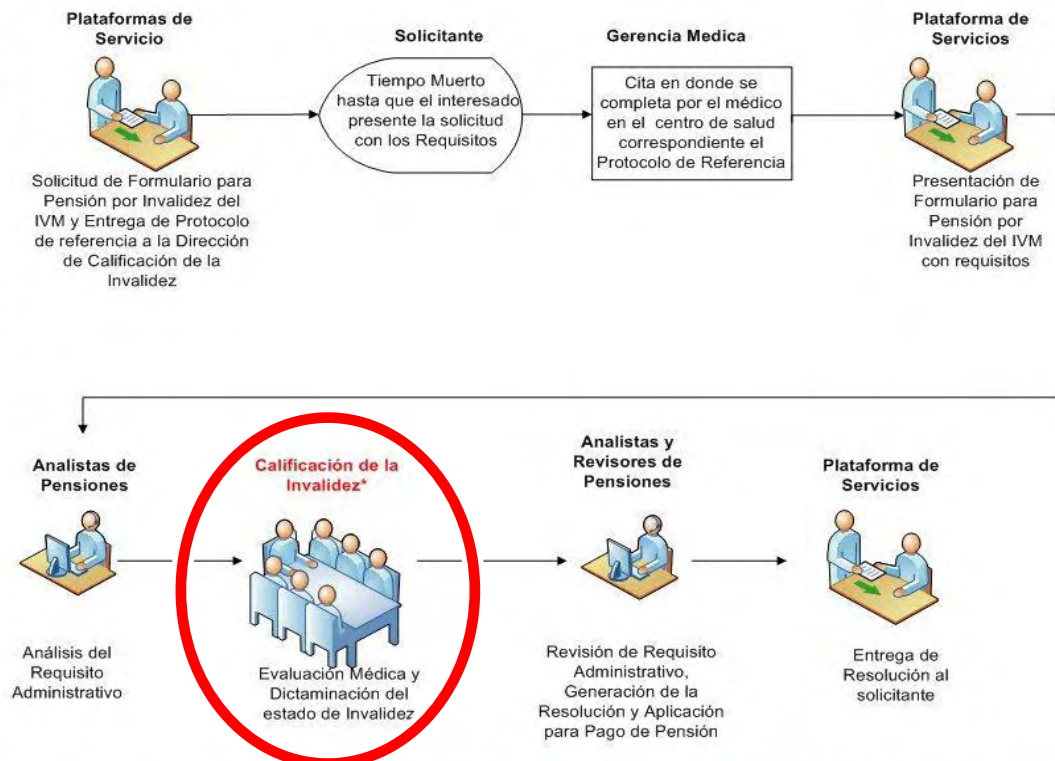 Plataformas de
Servicio
Solicitud de Formulario para
Pensión por Invalidez del
IVM y Entrega de Protocolo
de referencia a la Dirección
de Calificación de la
Invalidez
Solicitante
Tiempo Muerto
hasta que el interesado
presente la solicitud
con los Requisitos
Gerencia Medica
Cita en donde se
completa por el médico
en el centro de salud
correspondiente el
Protocolo de Referencia
Plataforma de
Servicios
Presentación de
Formulario para
Pensión por
Invalidez del IVM
con requisitos
Analistas de
Pensiones
Análisis del
Requisito
Administrativo
Calificación de la
Invalidez*
Evaluación Médica y
Dictaminación del
estado de Invalidez
Analistas y
Revisores de
Pensiones
Revisión de Requisito
Administrativo,
Generación de la
Resolución y Aplicación
para Pago de Pensión
Plataforma de
Servicios
Entrega de
Resolución al
solicitante